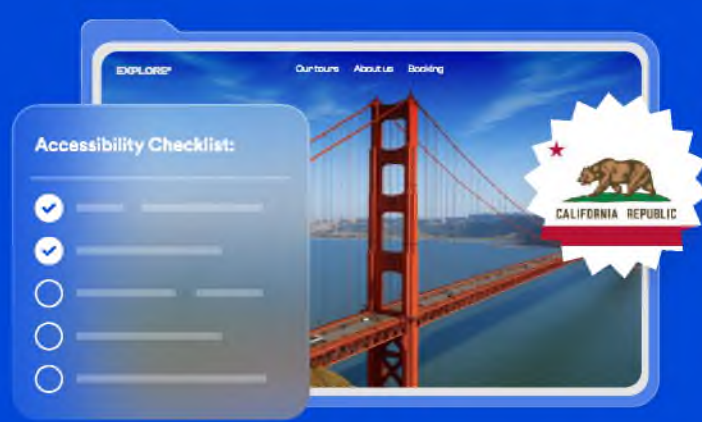 EXPLORE®
Our tours About us Booking
Accessibility Checklist:
CALIFORNIA REPUBLIC